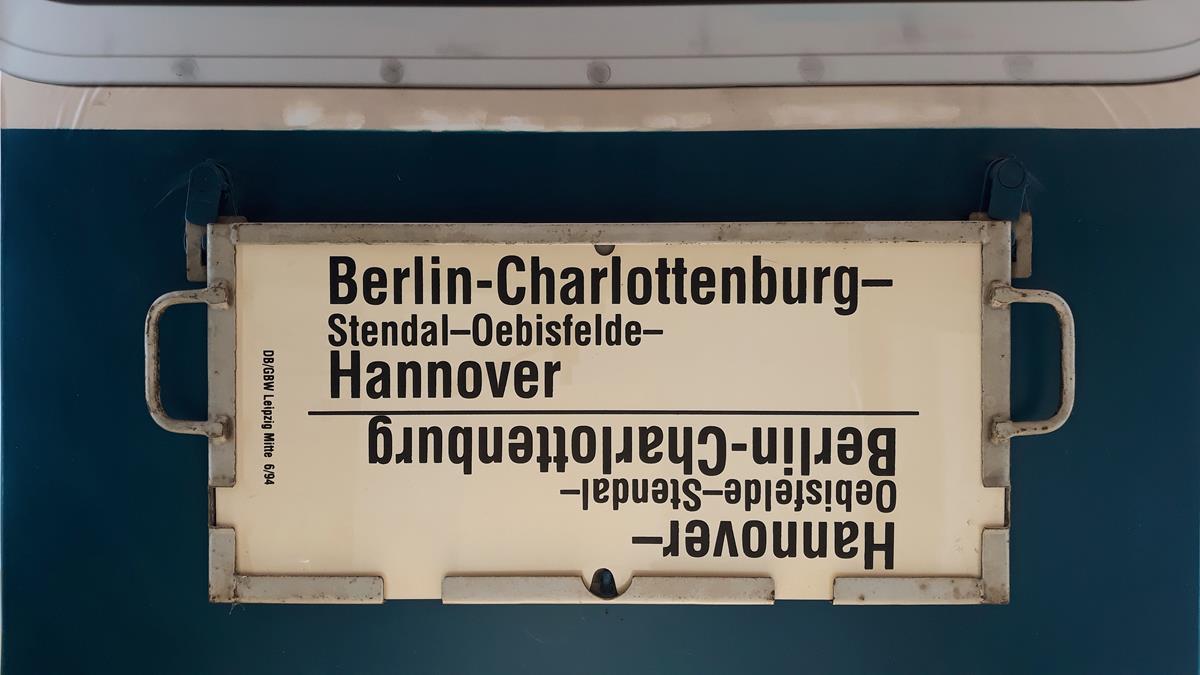 Berlin-Charlottenburg–
Stendal–Oebisfelde–
Hannover
Hannover–
Oebisfelde–Stendal–
Berlin-Charlottenburg
DB/GBW Leipzig Mitte 6/94